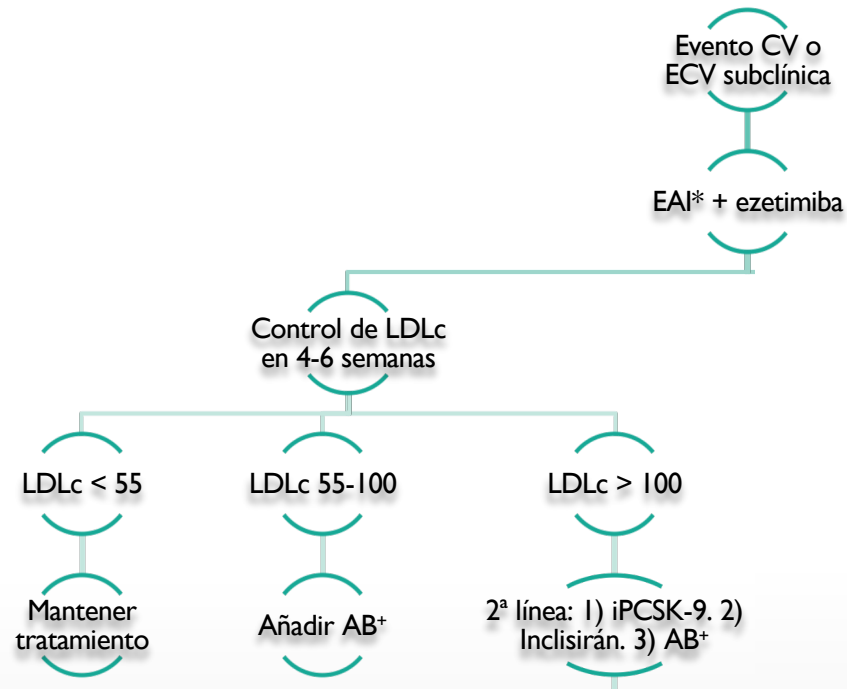 Evento CV o
ECV subclínica
EAI* + ezetimiba
Control de LDLc
en 4-6 semanas
LDLc < 55
LDLc 55-100
LDLc > 100
Mantener
tratamiento
Añadir AB⁺
2ª línea: 1) iPCSK-9. 2)
Inclisirán. 3) AB⁺